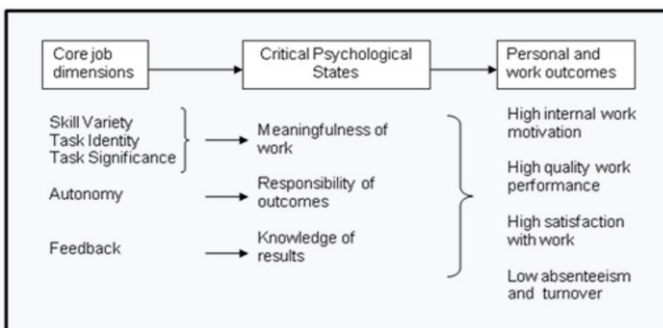 Core job
dimensions
Critical Psychological
States
Personal and
work outcomes
Skill Variety
Task Identity
Task Significance
Autonomy
Feedback
Meaningfulness of
work
Responsibility of
outcomes
Knowledge of
results
High internal work
motivation
High quality work
performance
High satisfaction
with work
Low absenteeism
and turnover